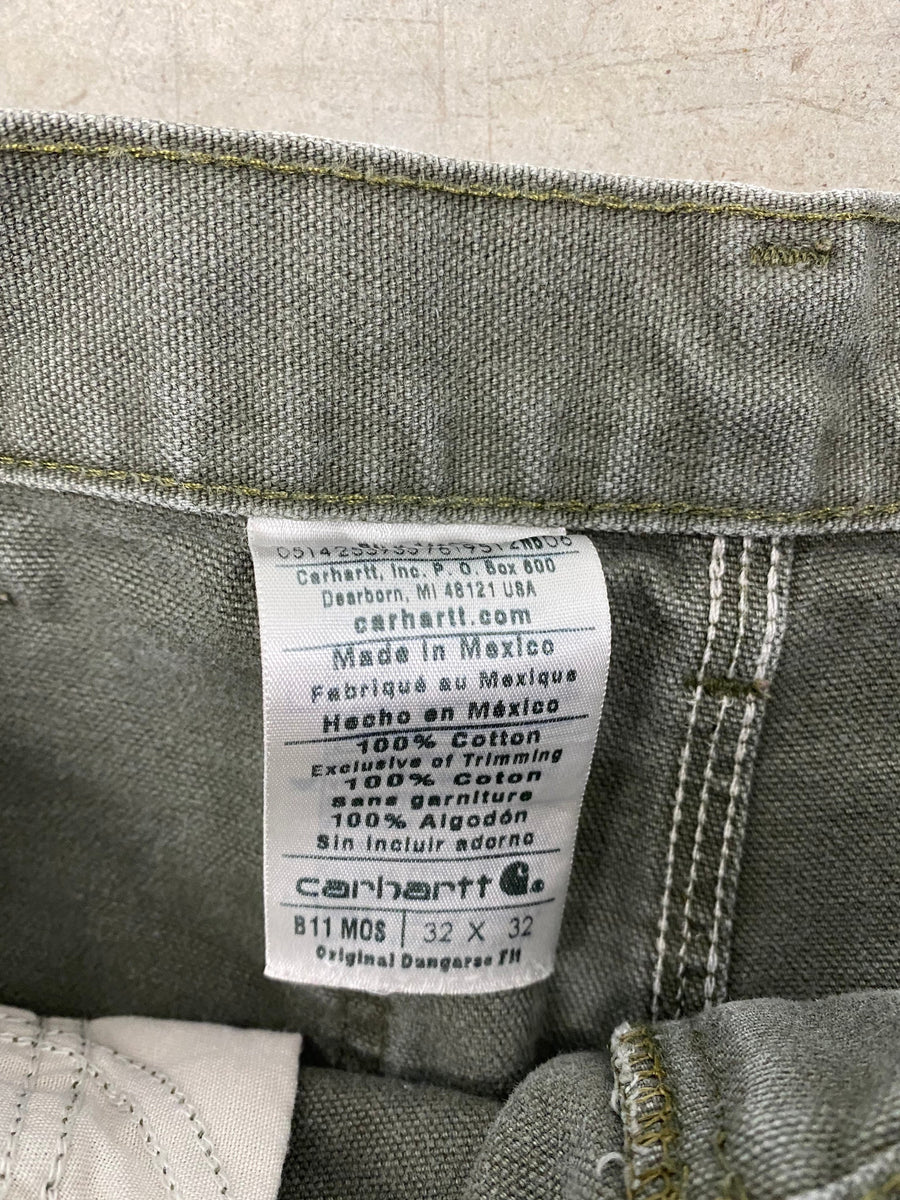 Carhartt, Inc. P. O. Box 600
Dearborn, MI 48121 USA
carhartt.com
Made in Mexico
Fabriqué au Mexique
Hecho en México
100% Cotton
Exclusive of Trimming
100% Coton
Sans garniture
100% Algodón
Sin incluir adorno
carhartt
B11 MOS 32 X 32
Original Dungaree Fit